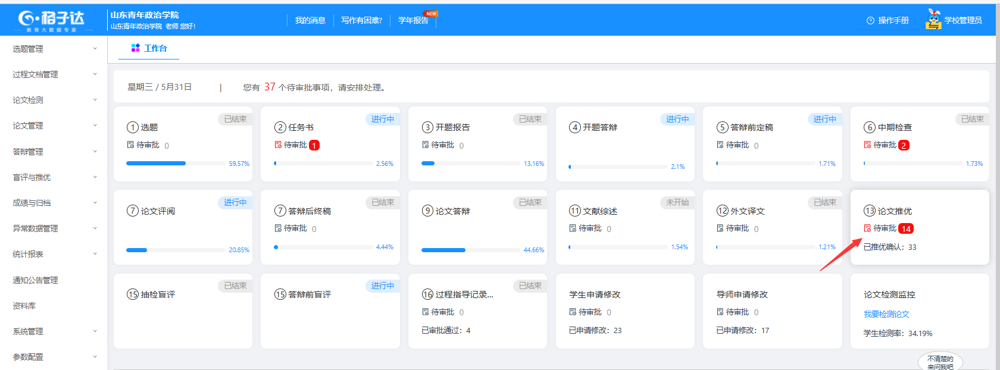 格子达
教育大数据专家
山东青年政治学院
山东青年政治学院 老师 您好!
我的消息
写作有困难?
学年报告
NEW
操作手册
学校管理员
选题管理
过程文档管理
论文检测
论文管理
答辩管理
盲评与推优
成绩与归档
异常数据管理
统计报表
通知公告管理
资料库
系统管理
参数配置
工作台
星期三 / 5月31日 | 您有 37 个待审批事项，请安排处理。
① 选题
已结束
待审批 0
59.57%
② 任务书
进行中
待审批 1
2.56%
③ 开题报告
已结束
待审批 0
13.16%
④ 开题答辩
进行中
2.1%
⑤ 答辩前定稿
进行中
待审批 0
1.71%
⑥ 中期检查
已结束
待审批 2
1.73%
⑦ 论文评阅
进行中
20.85%
⑦ 答辩后终稿
已结束
待审批 0
4.44%
⑨ 论文答辩
已结束
44.66%
⑪ 文献综述
未开始
待审批 0
1.54%
⑫ 外文译文
已结束
待审批 0
1.21%
⑬ 论文推优
待审批 14
已推优确认：33
⑮ 抽检盲评
已结束
⑮ 答辩前盲评
进行中
⑯ 过程指导记录...
已结束
待审批 0
已审批通过：4
学生申请修改
待审批 0
已申请修改：23
导师申请修改
待审批 0
已申请修改：17
论文检测监控
我要检测论文
学生检测率：34.19%
不清楚的
来问我吧